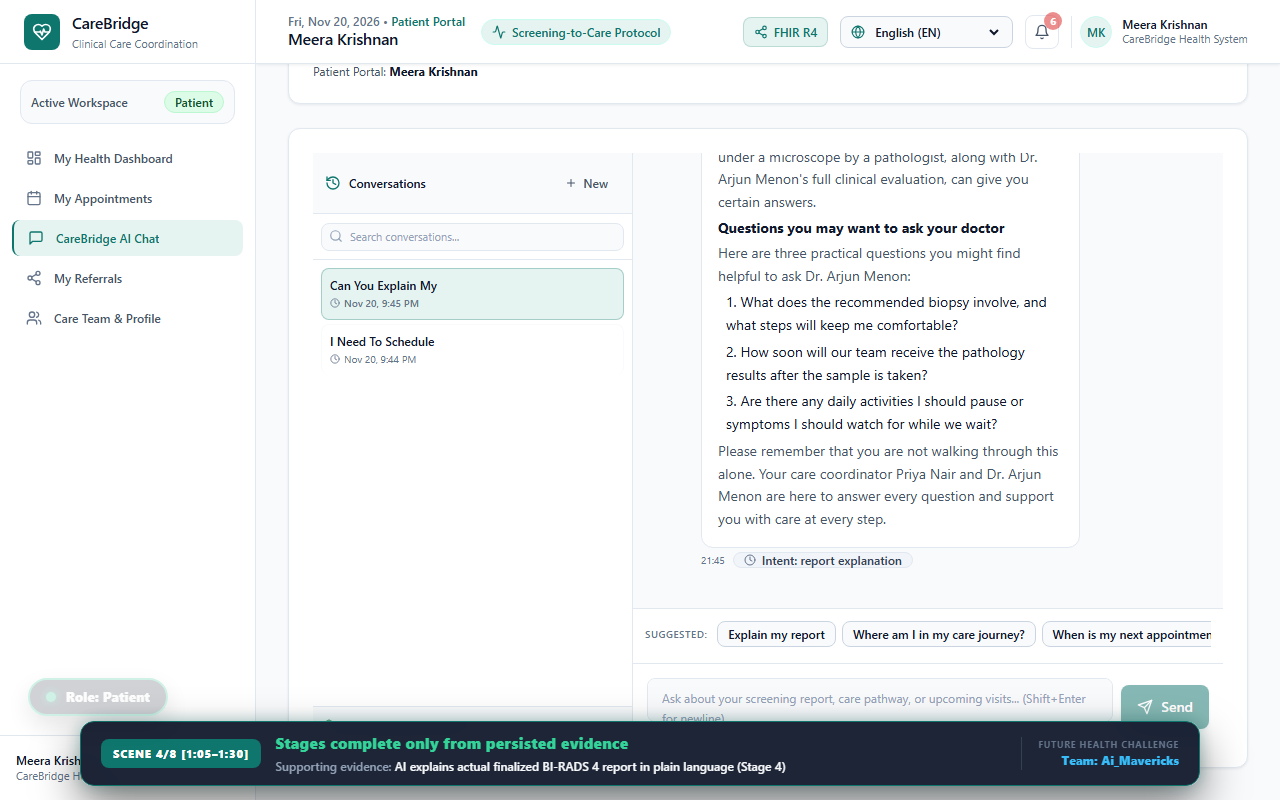 CareBridge
Clinical Care Coordination
Fri, Nov 20, 2026 • Patient Portal
Meera Krishnan
Screening-to-Care Protocol
FHIR R4
English (EN)
6
MK
Meera Krishnan
CareBridge Health System
Active Workspace
Patient
My Health Dashboard
My Appointments
CareBridge AI Chat
My Referrals
Care Team & Profile
Patient Portal: Meera Krishnan
Conversations
New
Search conversations...
Can You Explain My
Nov 20, 9:45 PM
I Need To Schedule
Nov 20, 9:44 PM
under a microscope by a pathologist, along with Dr.
Arjun Menon's full clinical evaluation, can give you
certain answers.
Questions you may want to ask your doctor
Here are three practical questions you might find
helpful to ask Dr. Arjun Menon:
1. What does the recommended biopsy involve, and
what steps will keep me comfortable?
2. How soon will our team receive the pathology
results after the sample is taken?
3. Are there any daily activities I should pause or
symptoms I should watch for while we wait?
Please remember that you are not walking through this
alone. Your care coordinator Priya Nair and Dr. Arjun
Menon are here to answer every question and support
you with care at every step.
21:45
Intent: report explanation
SUGGESTED:
Explain my report
Where am I in my care journey?
When is my next appointmen
Ask about your screening report, care pathway, or upcoming visits... (Shift+Enter
for newline)
Send
Role: Patient
Meera Krish
CareBridge H
SCENE 4/8 [1:05–1:30]
Stages complete only from persisted evidence
Supporting evidence: AI explains actual finalized BI-RADS 4 report in plain language (Stage 4)
FUTURE HEALTH CHALLENGE
Team: Ai_Mavericks